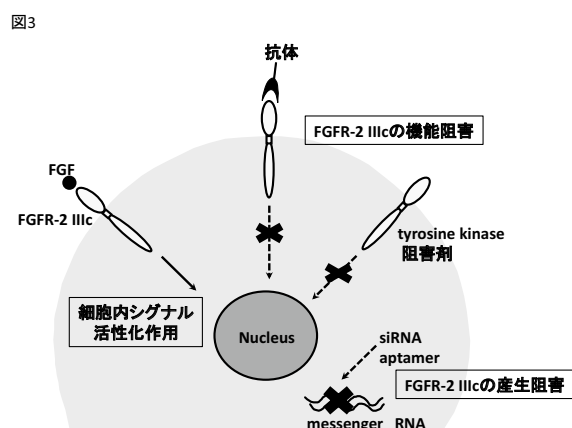 図3
抗体
FGFR-2 IIIcの機能阻害
FGF
FGFR-2 IIIc
tyrosine kinase
阻害剤
細胞内シグナル
活性化作用
Nucleus
siRNA
aptamer
FGFR-2 IIIcの産生阻害
messenger RNA